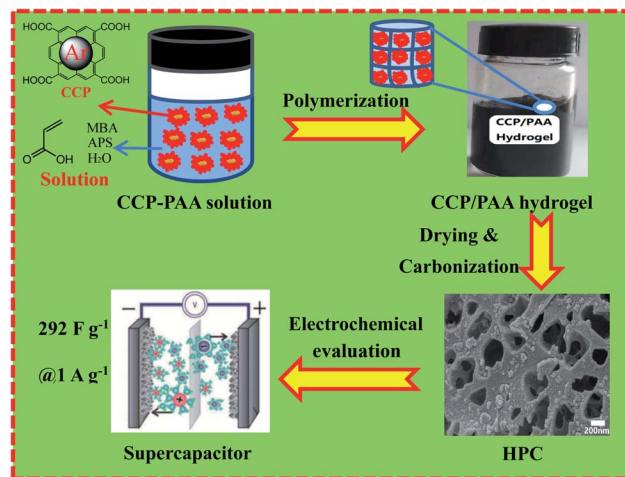 HOOC
COOH
Ar
HOOC
COOH
CCP
O
OH
MBA
APS
H₂O
Solution
CCP-PAA solution
Polymerization
CCP/PAA
Hydrogel
CCP/PAA hydrogel
Drying &
Carbonization
200nm
HPC
Electrochemical
evaluation
V
−
+
−
+
292 F g⁻¹
@1 A g⁻¹
Supercapacitor